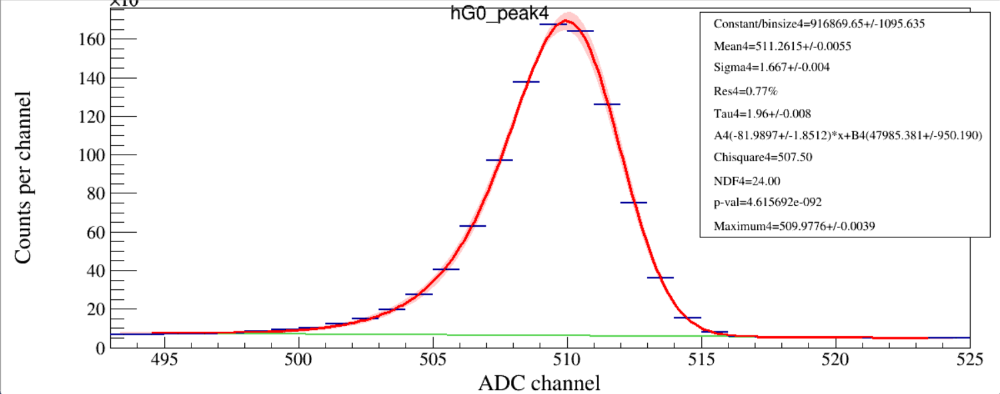 ×10
hG0_peak4
Constant/binsize4=916869.65+/-1095.635
Mean4=511.2615+/-0.0055
Sigma4=1.667+/-0.004
Res4=0.77%
Tau4=1.96+/-0.008
A4(-81.9897+/-1.8512)*x+B4(47985.381+/-950.190)
Chisquare4=507.50
NDF4=24.00
p-val=4.615692e-092
Maximum4=509.9776+/-0.0039
Counts per channel
160
140
120
100
80
60
40
20
0
495 500 505 510 515 520 525
ADC channel